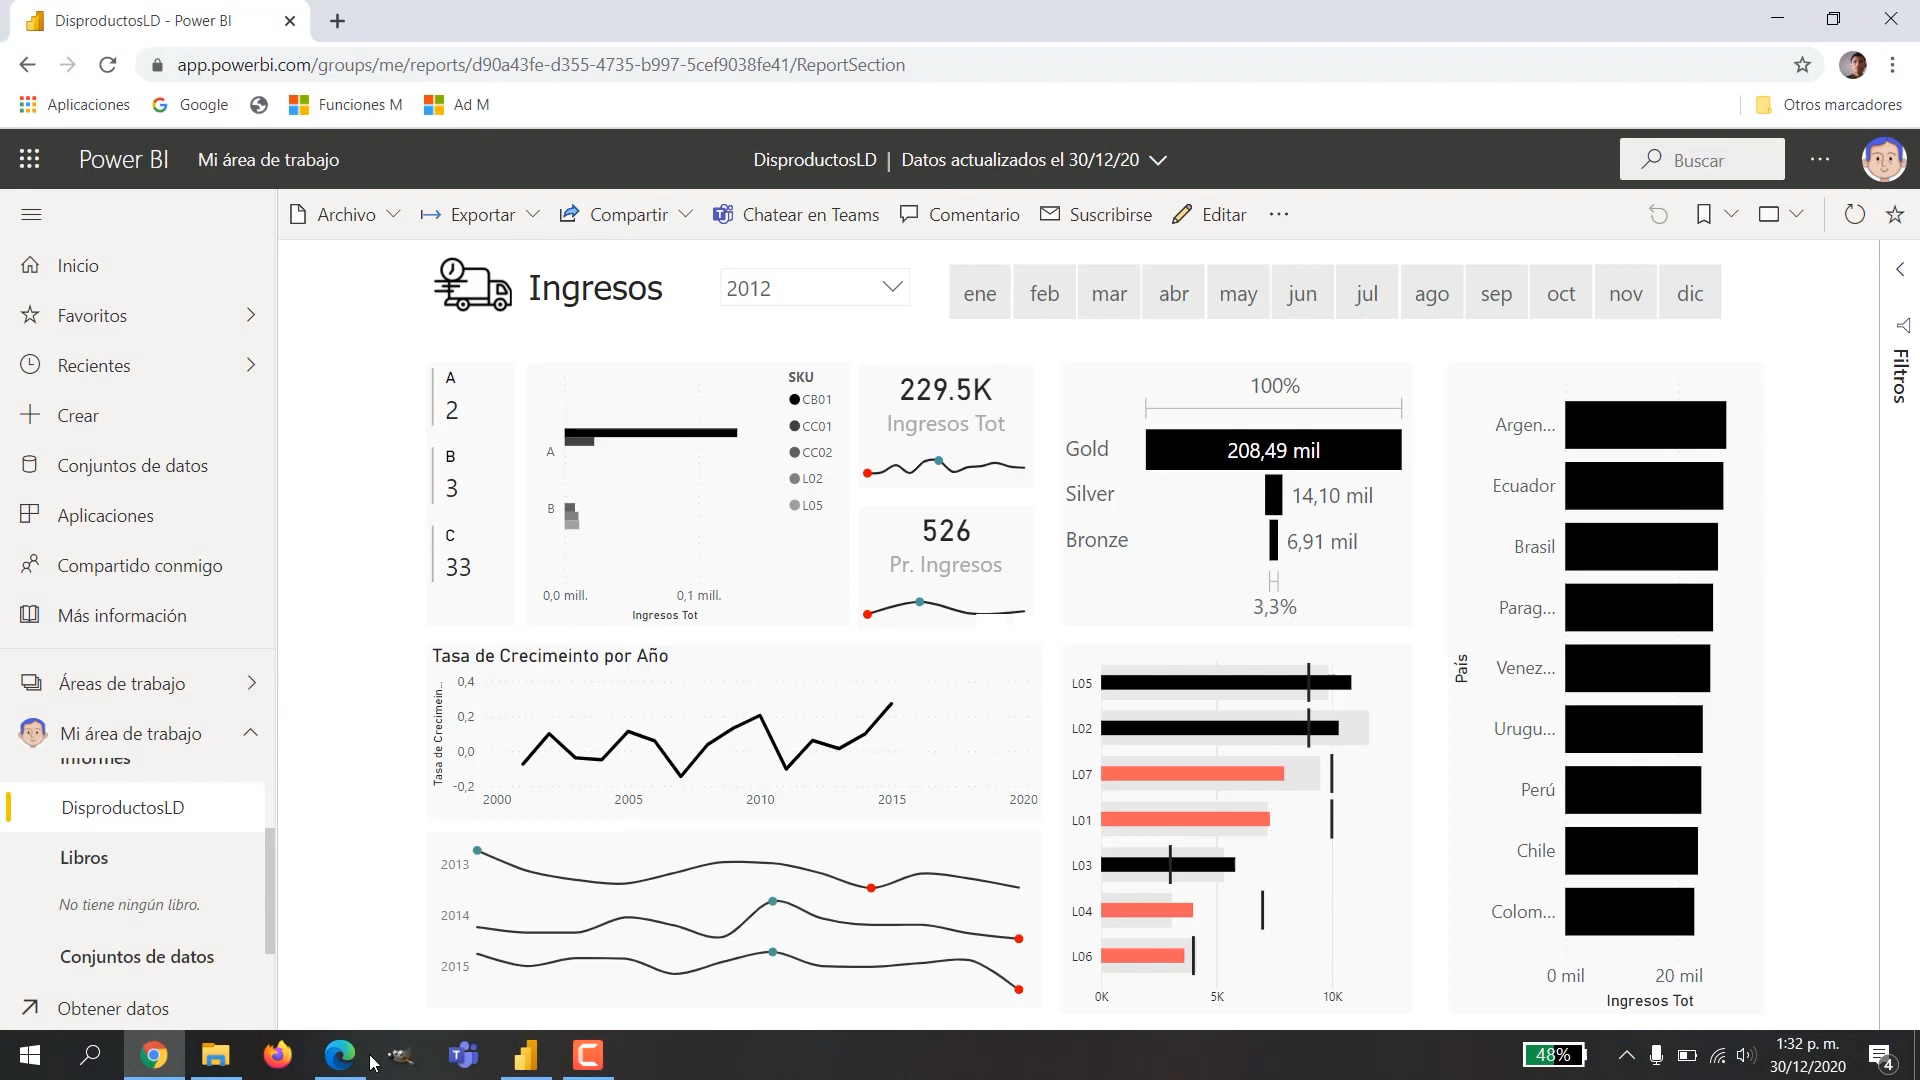 DisproductosLD - Power BI
app.powerbi.com/groups/me/reports/d90a43fe-d355-4735-b997-5cef9038fe41/ReportSection
Aplicaciones
Google
Funciones M
Ad M
Otros marcadores
Power BI
Mi área de trabajo
DisproductosLD | Datos actualizados el 30/12/20
Buscar
Archivo
Exportar
Compartir
Chatear en Teams
Comentario
Suscribirse
Editar
Inicio
Favoritos
Recientes
Crear
Conjuntos de datos
Aplicaciones
Compartido conmigo
Más información
Áreas de trabajo
Mi área de trabajo
Informes
DisproductosLD
Libros
No tiene ningún libro.
Conjuntos de datos
Obtener datos
Ingresos
2012
ene feb mar abr may jun jul ago sep oct nov dic
A
2
B
3
C
33
A
B
0,0 mill. 0,1 mill.
Ingresos Tot
SKU
CB01
CC01
CC02
L02
L05
229.5K
Ingresos Tot
526
Pr. Ingresos
100%
Gold 208,49 mil
Silver 14,10 mil
Bronze 6,91 mil
3,3%
Tasa de Crecimeinto por Año
Tasa de Crecimein...
0,4
0,2
0,0
-0,2
2000 2005 2010 2015 2020
2013
2014
2015
L05
L02
L07
L01
L03
L04
L06
0K 5K 10K
País
Argen...
Ecuador
Brasil
Parag...
Venez...
Urugu...
Perú
Chile
Colom...
0 mil 20 mil
Ingresos Tot
Filtros
48%
1:32 p. m.
30/12/2020
4